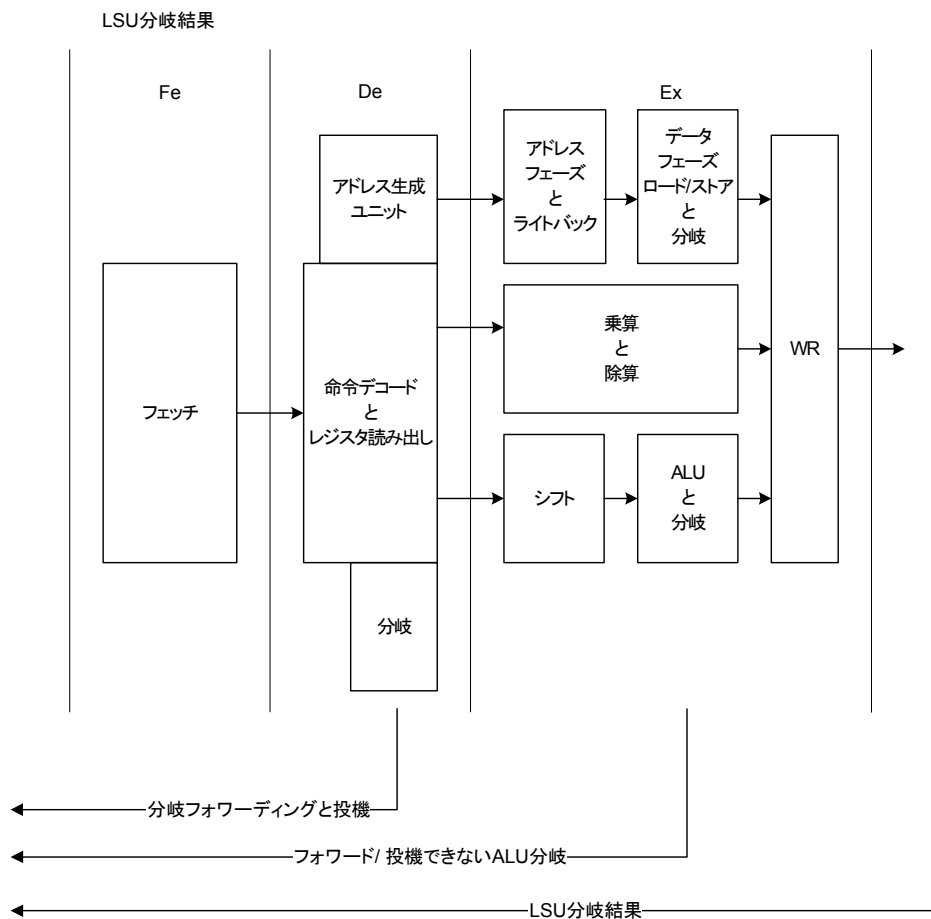 LSU分岐結果
Fe
De
Ex
アドレス生成
ユニット
アドレス
フェーズ
と
ライトバック
データ
フェーズ
ロード/ストア
と
分岐
フェッチ
命令デコード
と
レジスタ読み出し
乗算
と
除算
WR
シフト
ALU
と
分岐
分岐
分岐フォワーディングと投機
フォワード/ 投機できないALU分岐
LSU分岐結果